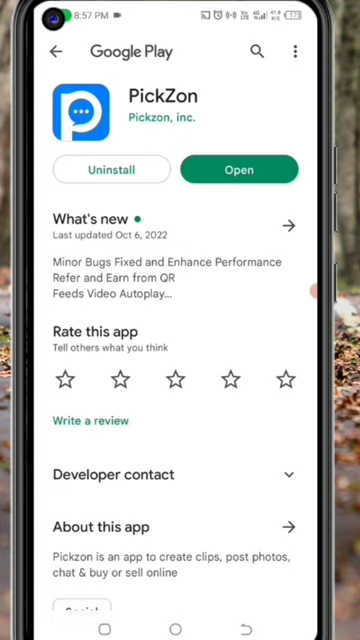 8:57 PM
Google Play
PickZon
Pickzon, inc.
Uninstall
Open
What's new
Last updated Oct 6, 2022
Minor Bugs Fixed and Enhance Performance
Refer and Earn from QR
Feeds Video Autoplay...
Rate this app
Tell others what you think
Write a review
Developer contact
About this app
Pickzon is an app to create clips, post photos,
chat & buy or sell online
Social